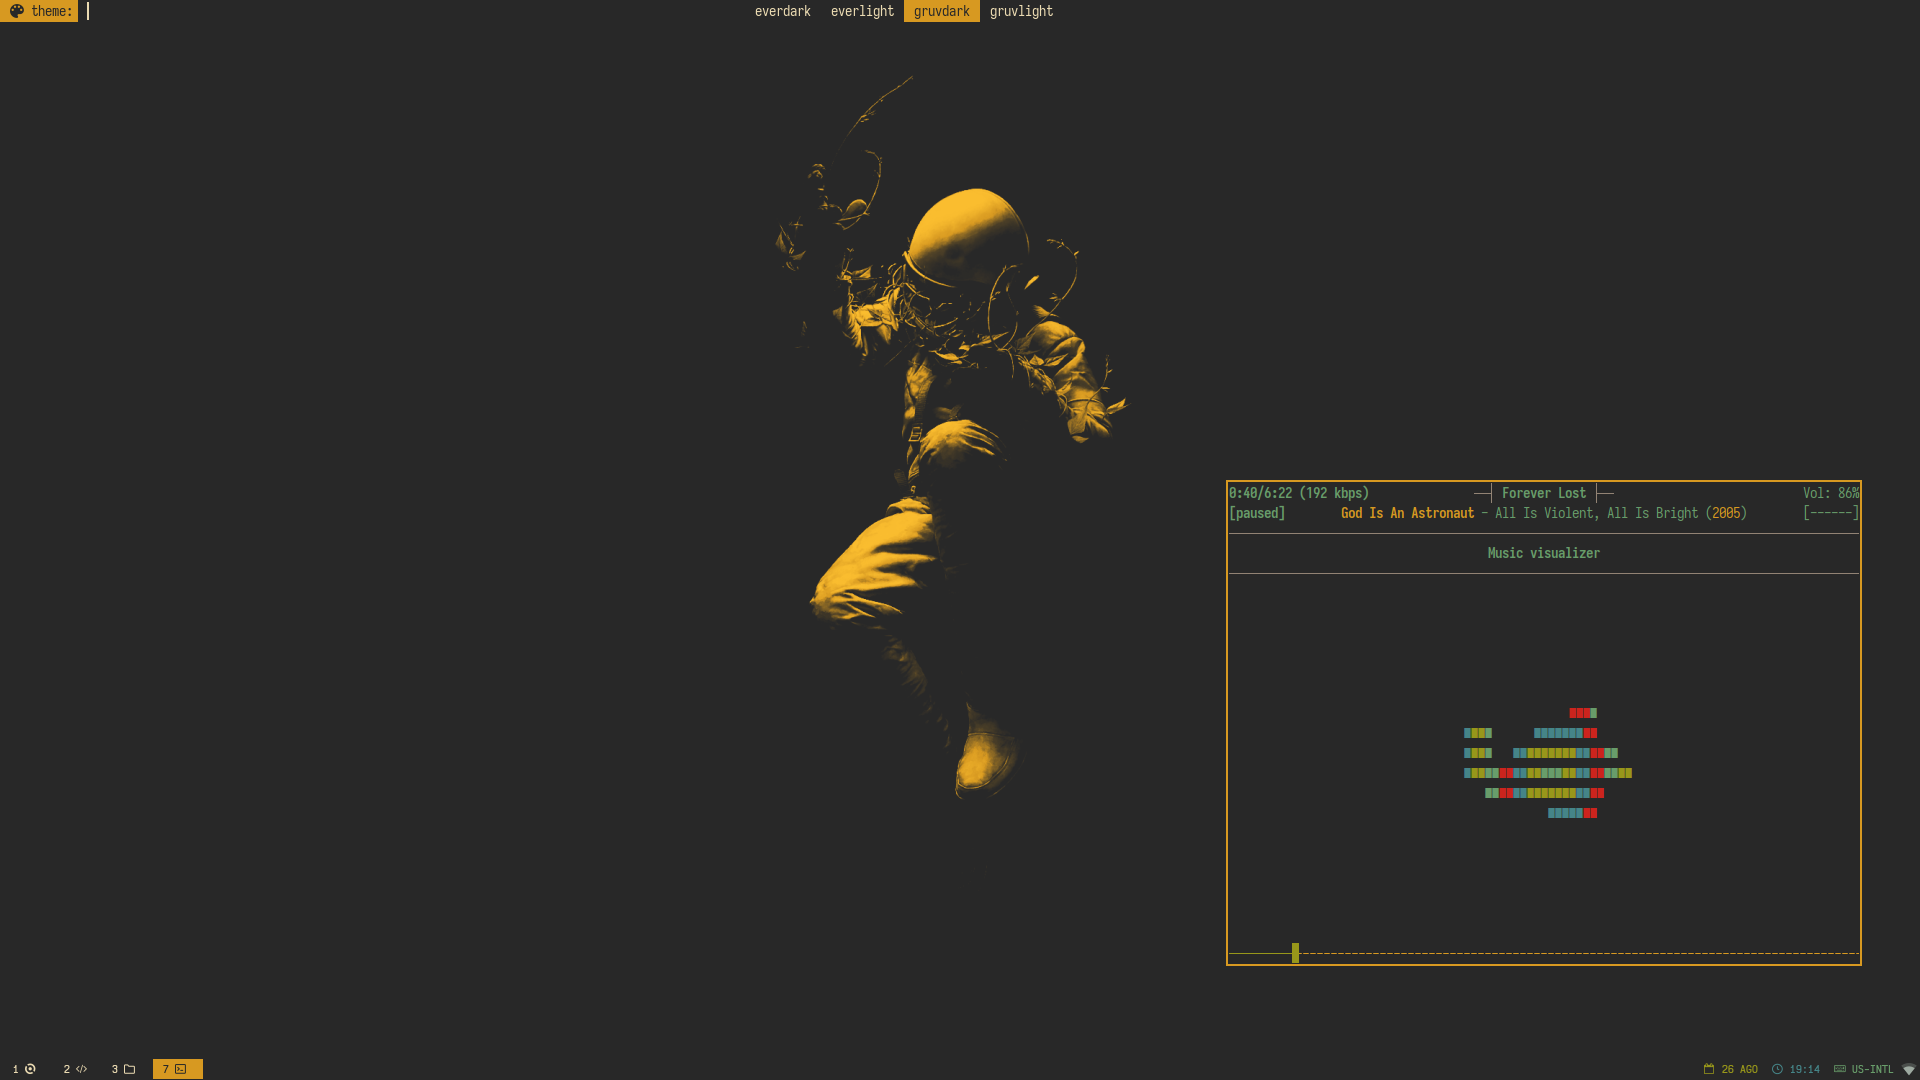 theme: everdark everlight gruvdark gruvlight
0:40/6:22 (192 kbps) Forever Lost Vol: 86%
[paused] God Is An Astronaut - All Is Violent, All Is Bright (2005) [------]
Music visualizer
1 2 3 7 26 AGO 19:14 US-INTL